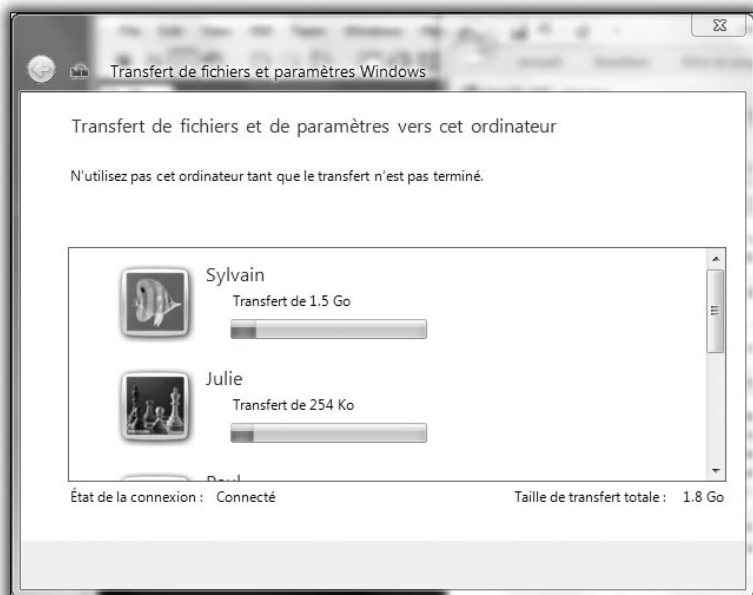 Transfert de fichiers et paramètres Windows
Transfert de fichiers et de paramètres vers cet ordinateur
N'utilisez pas cet ordinateur tant que le transfert n'est pas terminé.
Sylvain
Transfert de 1.5 Go
Julie
Transfert de 254 Ko
État de la connexion : Connecté
Taille de transfert totale : 1.8 Go